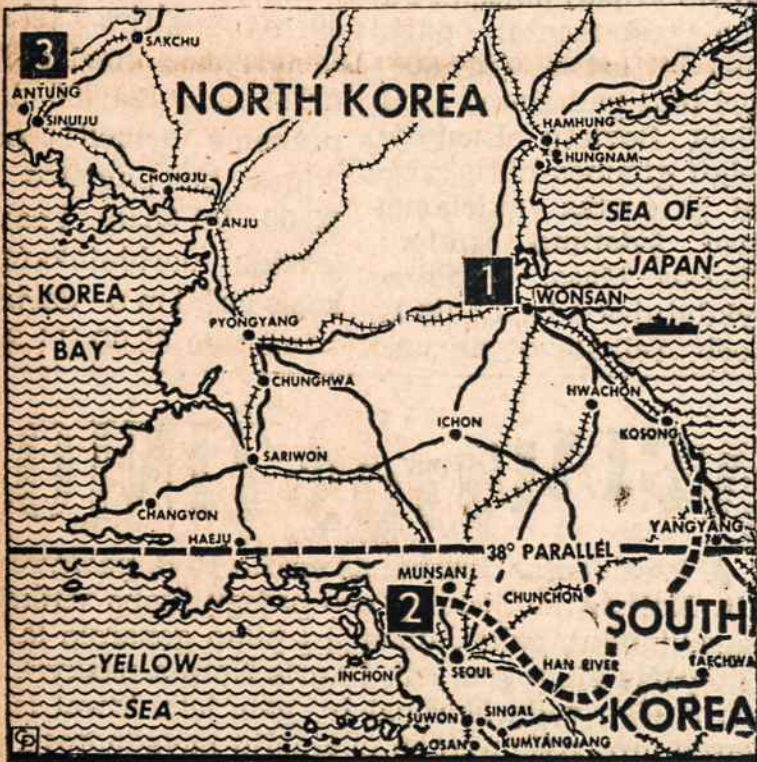 3
SAKCHU
ANTUNG
SINUIJU
NORTH KOREA
HAMHUNG
HUNGNAM
CHONGJU
ANJU
SEA OF
JAPAN
KOREA
BAY
1
WONSAN
PYONGYANG
CHUNGHWA
HWACHON
ICHON
KOSONG
SARIWON
CHANGYON
YANGYANG
HAEJU
38° PARALLEL
MUNSAN
2
CHUNCHON
SOUTH
YELLOW
SEA
INCHON
SEOUL
HAN RIVER
TAECHWA
KOREA
SUWON
SINGAL
OSAN
KUMYANGJANG
CP